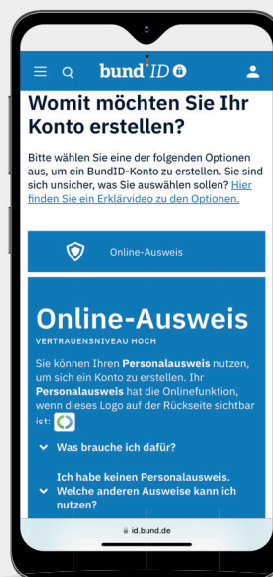 bundID
Womit möchten Sie Ihr
Konto erstellen?
Bitte wählen Sie eine der folgenden Optionen
aus, um ein BundID-Konto zu erstellen. Sie sind
sich unsicher, was Sie auswählen sollen? Hier
finden Sie ein Erklärvideo zu den Optionen.
Online-Ausweis
Online-Ausweis
VERTRAUENSNIVEAU HOCH
Sie können Ihren Personalausweis nutzen,
um sich ein Konto zu erstellen. Ihr
Personalausweis hat die Onlinefunktion,
wenn dieses Logo auf der Rückseite sichtbar
ist:
Was brauche ich dafür?
Ich habe keinen Personalausweis.
Welche anderen Ausweise kann ich
nutzen?
id.bund.de